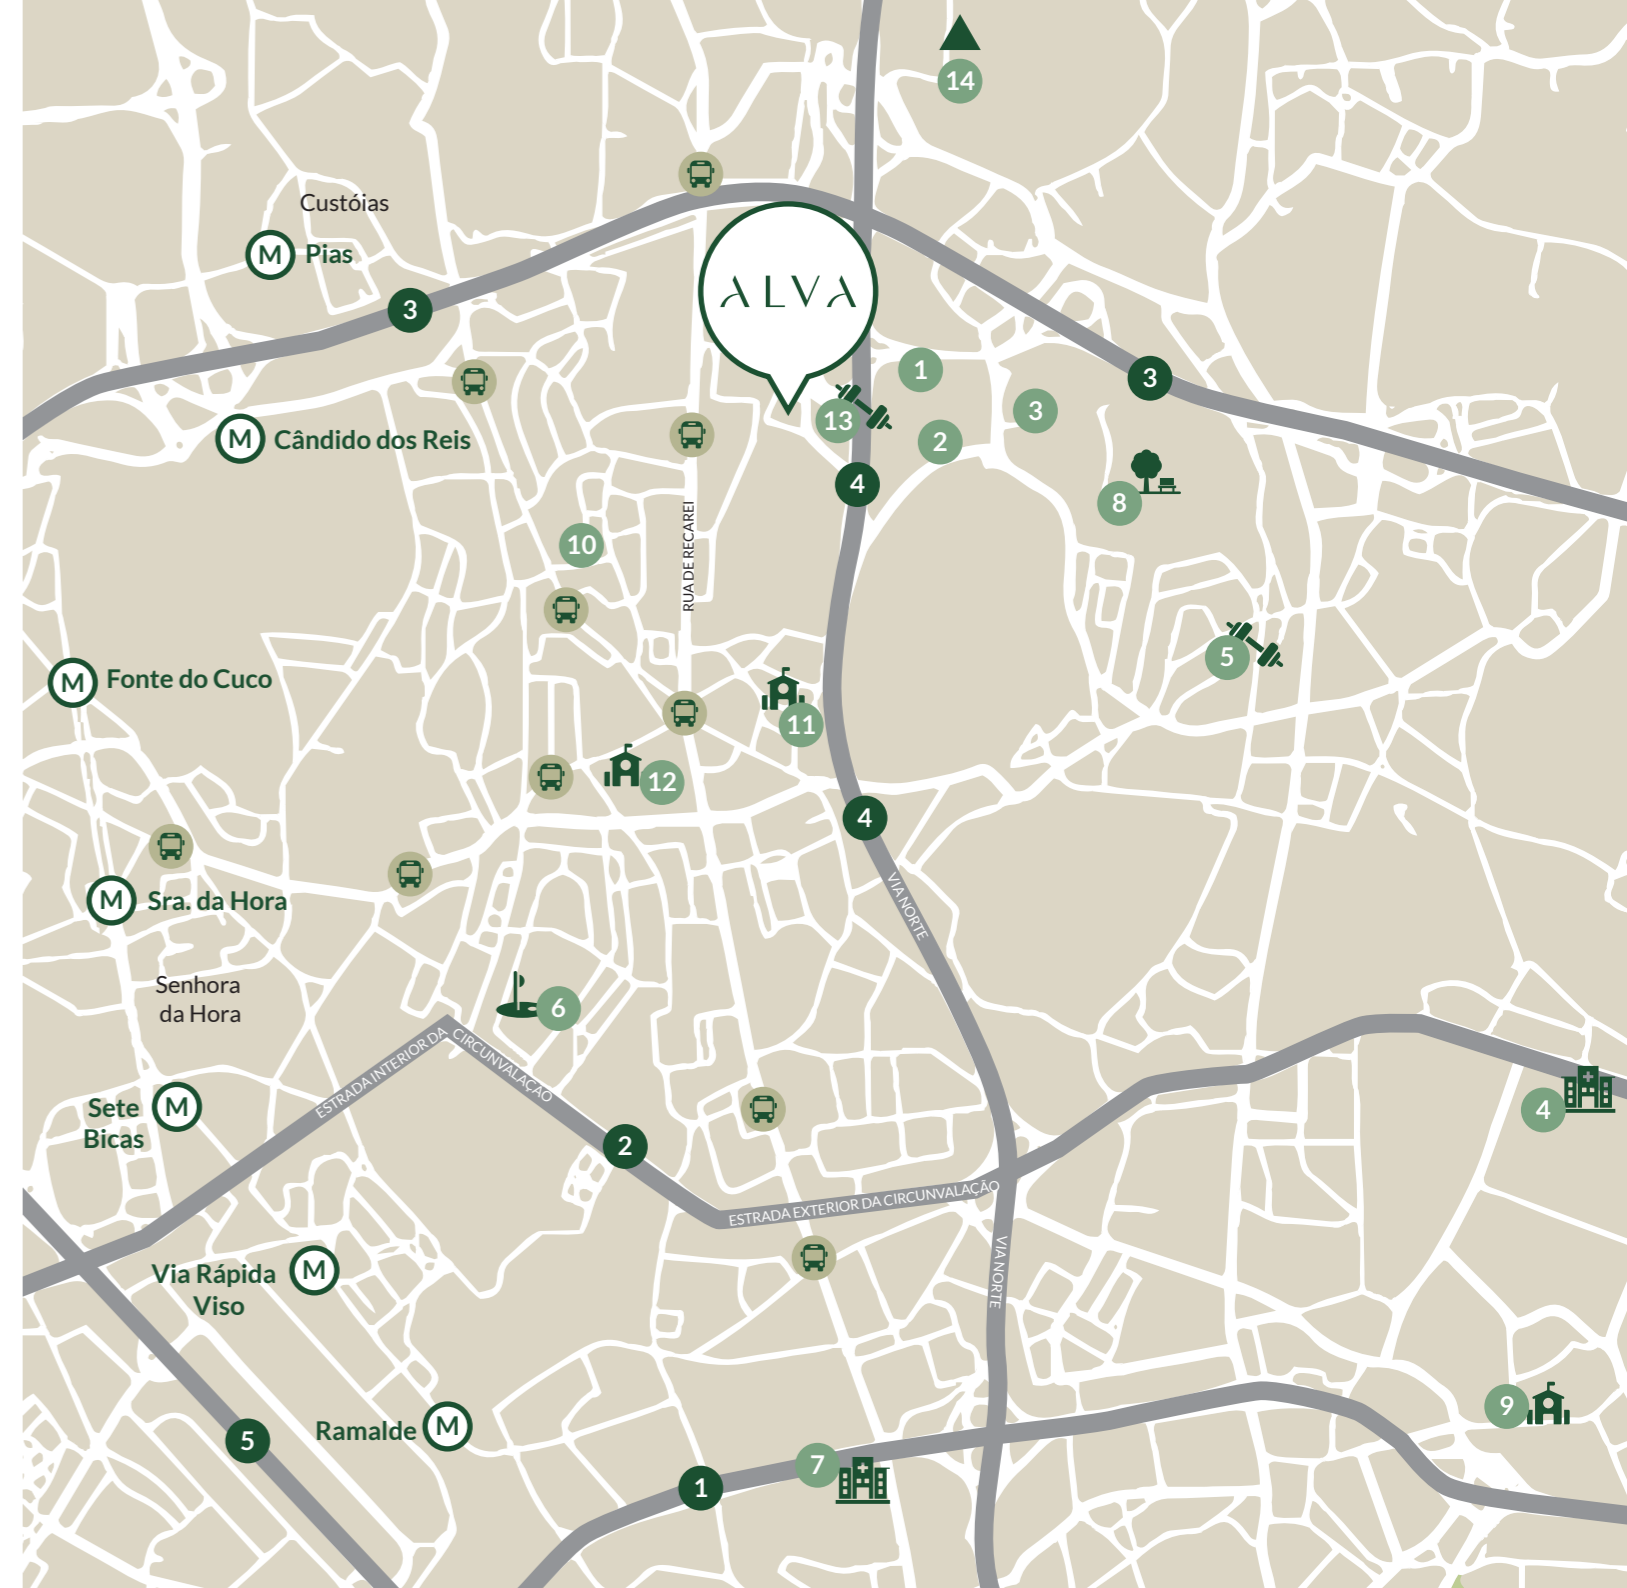 14
Custóias
M Pias
ALVA
3
1
3
3
13
2
M Cândido dos Reis
4
8
10
RUA DE RECAREI
5
M Fonte do Cuco
11
12
4
VIA NORTE
M Sra. da Hora
Senhora
da Hora
6
ESTRADA INTERIOR DA CIRCUNVALAÇÃO
Sete
Bicas
M
4
2
ESTRADA EXTERIOR DA CIRCUNVALAÇÃO
VIA NORTE
Via Rápida
Viso
M
9
Ramalde M
5
7
1